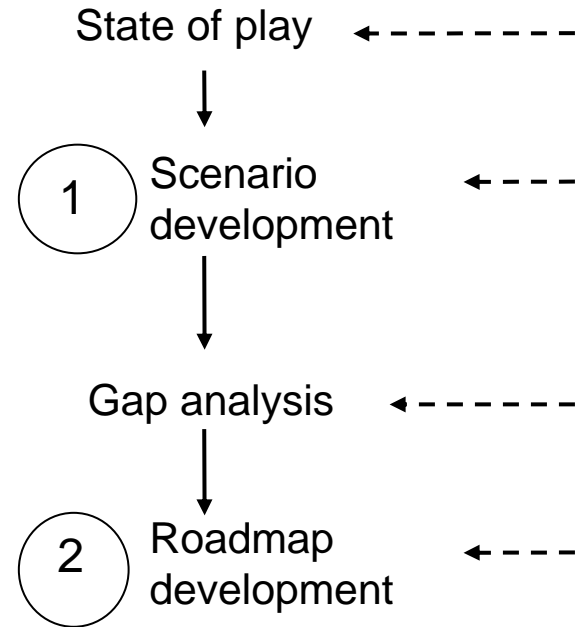 State of play
1
Scenario
development
Gap analysis
2
Roadmap
development